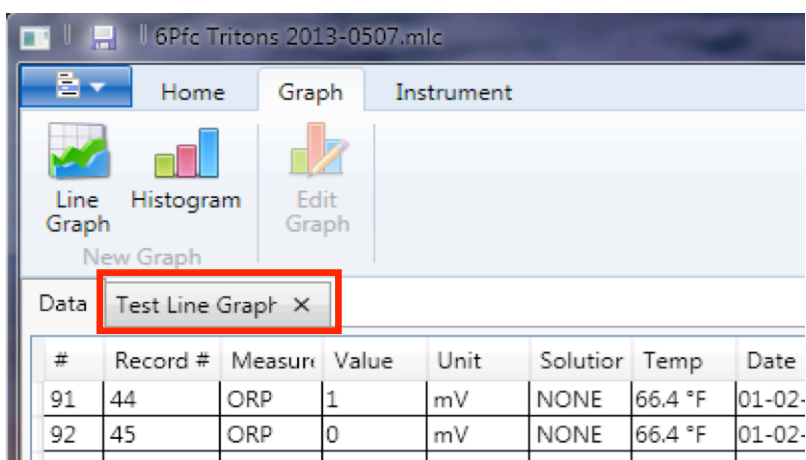 6Pfc Tritons 2013-0507.mlc
Home Graph Instrument
Line Graph Histogram Edit Graph
New Graph
Data Test Line Graph ×
# Record # Measure Value Unit Solution Temp Date
91 44 ORP 1 mV NONE 66.4 °F 01-02-
92 45 ORP 0 mV NONE 66.4 °F 01-02-